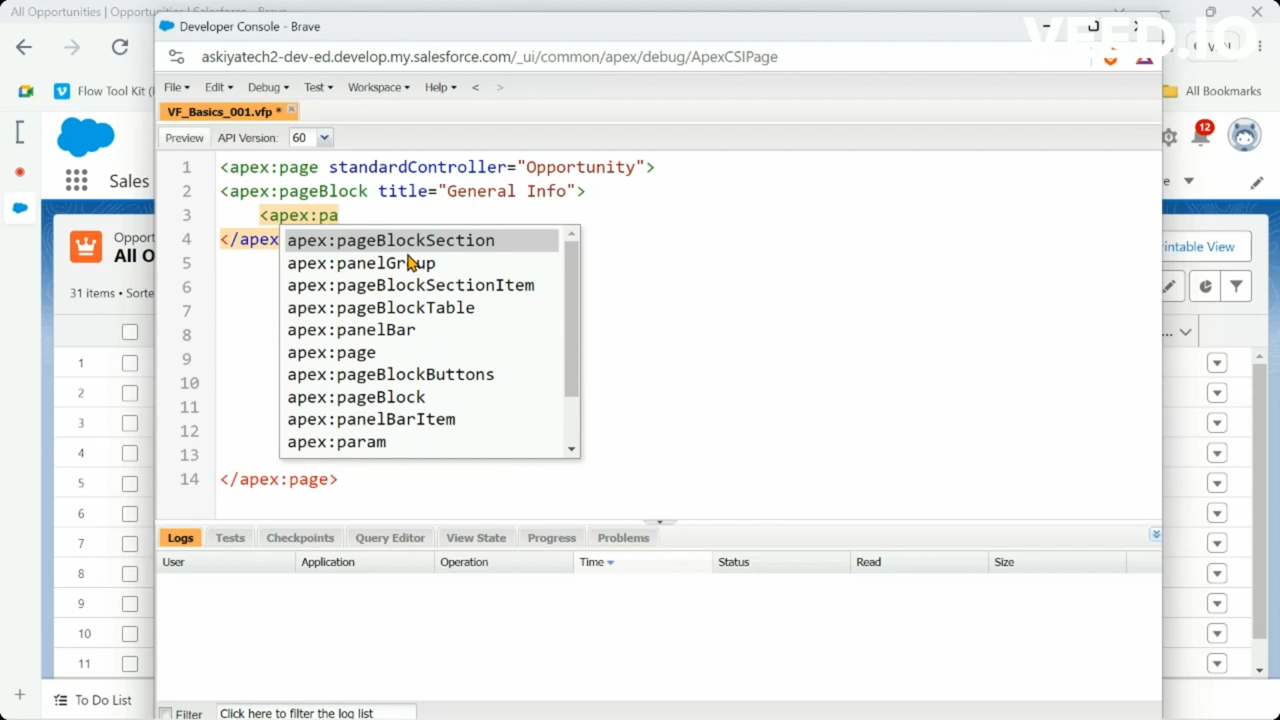 All Opportunities | Opportunities | Salesforce - Brave
Developer Console - Brave
VEED.IO
askiyatech2-dev-ed.develop.my.salesforce.com/_ui/common/apex/debug/ApexCSIPage
Flow Tool Kit (
All Bookmarks
File Edit Debug Test Workspace Help < >
VF_Basics_001.vfp *
Preview API Version: 60
12
Sales
1 <apex:page standardController="Opportunity">
2 <apex:pageBlock title="General Info">
3 <apex:pa
4 </apex
5
6
7
8
9
10
11
12
13
14 </apex:page>
apex:pageBlockSection
apex:panelGroup
apex:pageBlockSectionItem
apex:pageBlockTable
apex:panelBar
apex:page
apex:pageBlockButtons
apex:pageBlock
apex:panelBarItem
apex:param
Opport
All O
31 items • Sorte
intable View
1
2
3
4
5
6
7
8
9
10
11
To Do List
Logs Tests Checkpoints Query Editor View State Progress Problems
User Application Operation Time Status Read Size
Filter Click here to filter the log list